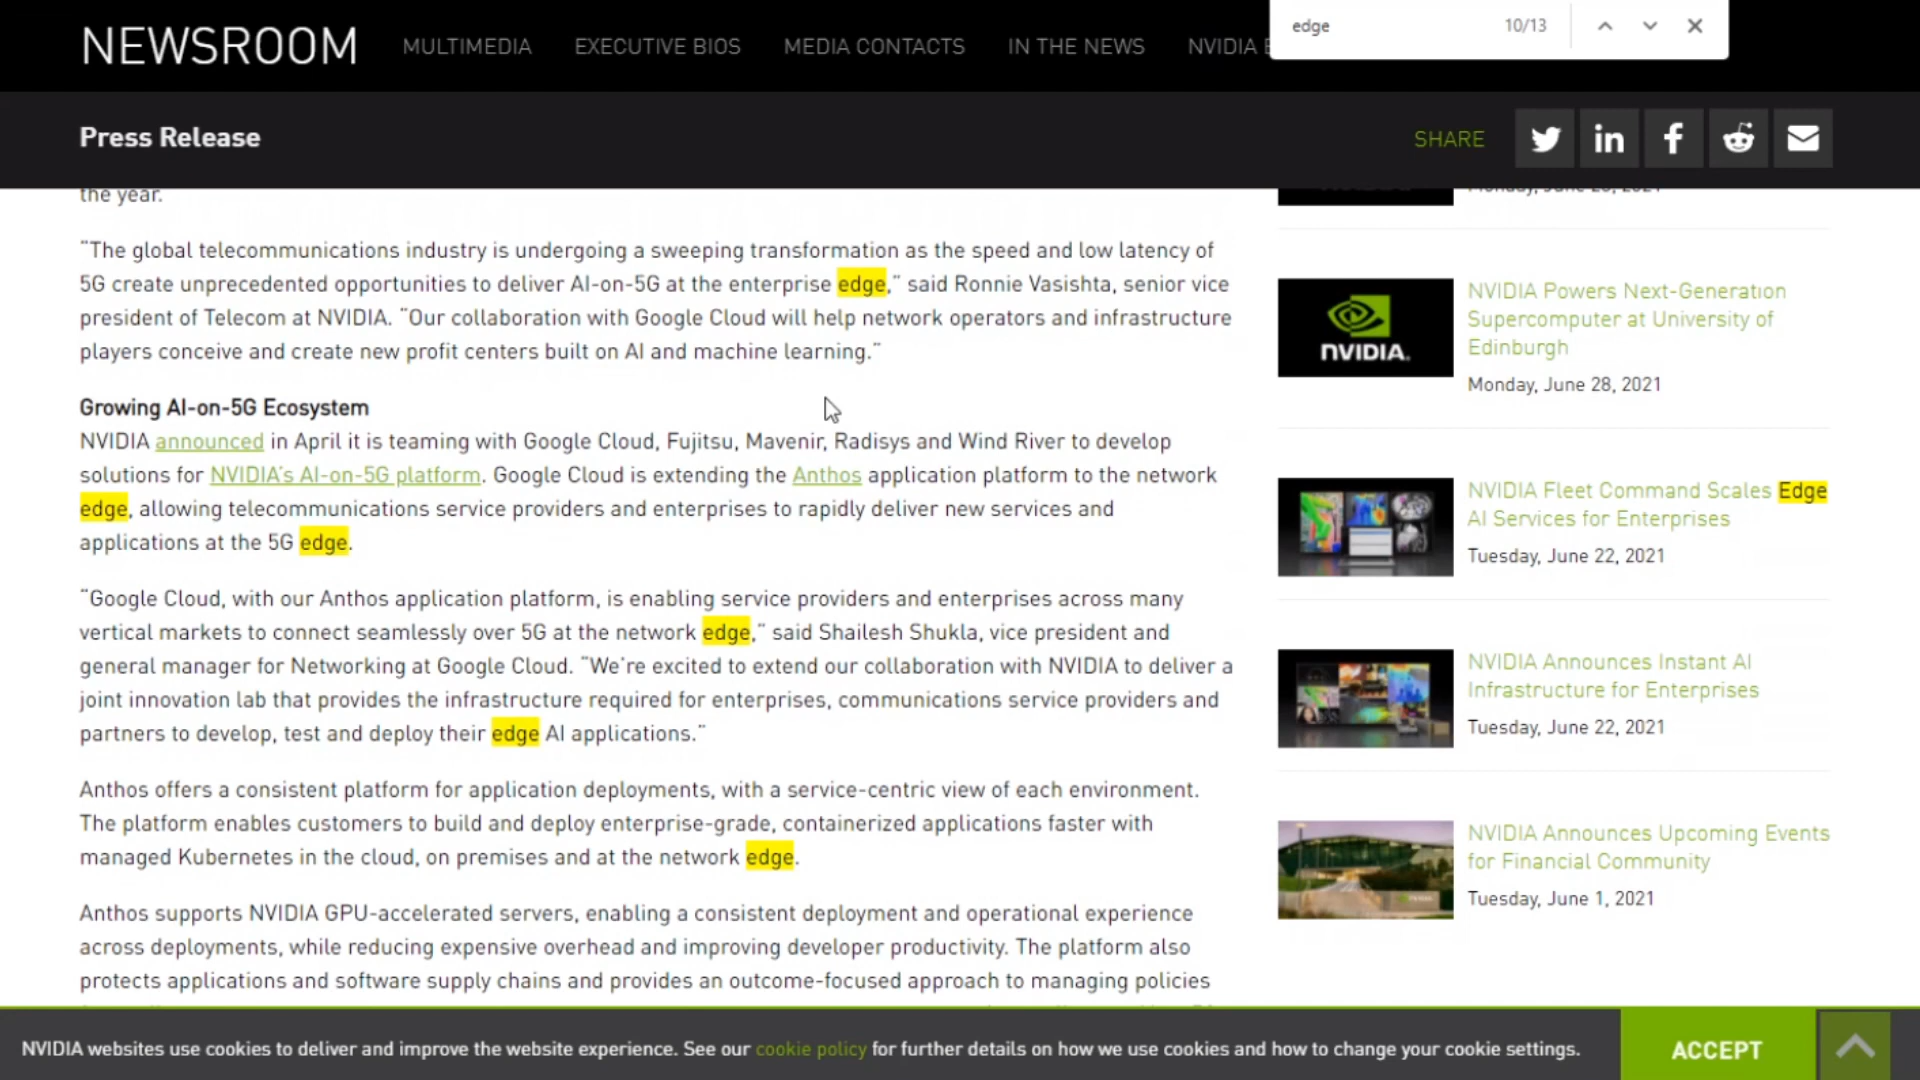 NEWSROOM
MULTIMEDIA
EXECUTIVE BIOS
MEDIA CONTACTS
IN THE NEWS
NVIDIA
edge
10/13
Press Release
SHARE
the year.
"The global telecommunications industry is undergoing a sweeping transformation as the speed and low latency of
5G create unprecedented opportunities to deliver AI-on-5G at the enterprise edge," said Ronnie Vasishta, senior vice
president of Telecom at NVIDIA. "Our collaboration with Google Cloud will help network operators and infrastructure
players conceive and create new profit centers built on AI and machine learning."
Growing AI-on-5G Ecosystem
NVIDIA announced in April it is teaming with Google Cloud, Fujitsu, Mavenir, Radisys and Wind River to develop
solutions for NVIDIA's AI-on-5G platform. Google Cloud is extending the Anthos application platform to the network
edge, allowing telecommunications service providers and enterprises to rapidly deliver new services and
applications at the 5G edge.
"Google Cloud, with our Anthos application platform, is enabling service providers and enterprises across many
vertical markets to connect seamlessly over 5G at the network edge," said Shailesh Shukla, vice president and
general manager for Networking at Google Cloud. "We're excited to extend our collaboration with NVIDIA to deliver a
joint innovation lab that provides the infrastructure required for enterprises, communications service providers and
partners to develop, test and deploy their edge AI applications."
Anthos offers a consistent platform for application deployments, with a service-centric view of each environment.
The platform enables customers to build and deploy enterprise-grade, containerized applications faster with
managed Kubernetes in the cloud, on premises and at the network edge.
Anthos supports NVIDIA GPU-accelerated servers, enabling a consistent deployment and operational experience
across deployments, while reducing expensive overhead and improving developer productivity. The platform also
protects applications and software supply chains and provides an outcome-focused approach to managing policies
Monday, June 28, 2021
NVIDIA.
NVIDIA Powers Next-Generation
Supercomputer at University of
Edinburgh
Monday, June 28, 2021
NVIDIA Fleet Command Scales Edge
AI Services for Enterprises
Tuesday, June 22, 2021
NVIDIA Announces Instant AI
Infrastructure for Enterprises
Tuesday, June 22, 2021
NVIDIA Announces Upcoming Events
for Financial Community
Tuesday, June 1, 2021
NVIDIA websites use cookies to deliver and improve the website experience. See our cookie policy for further details on how we use cookies and how to change your cookie settings.
ACCEPT